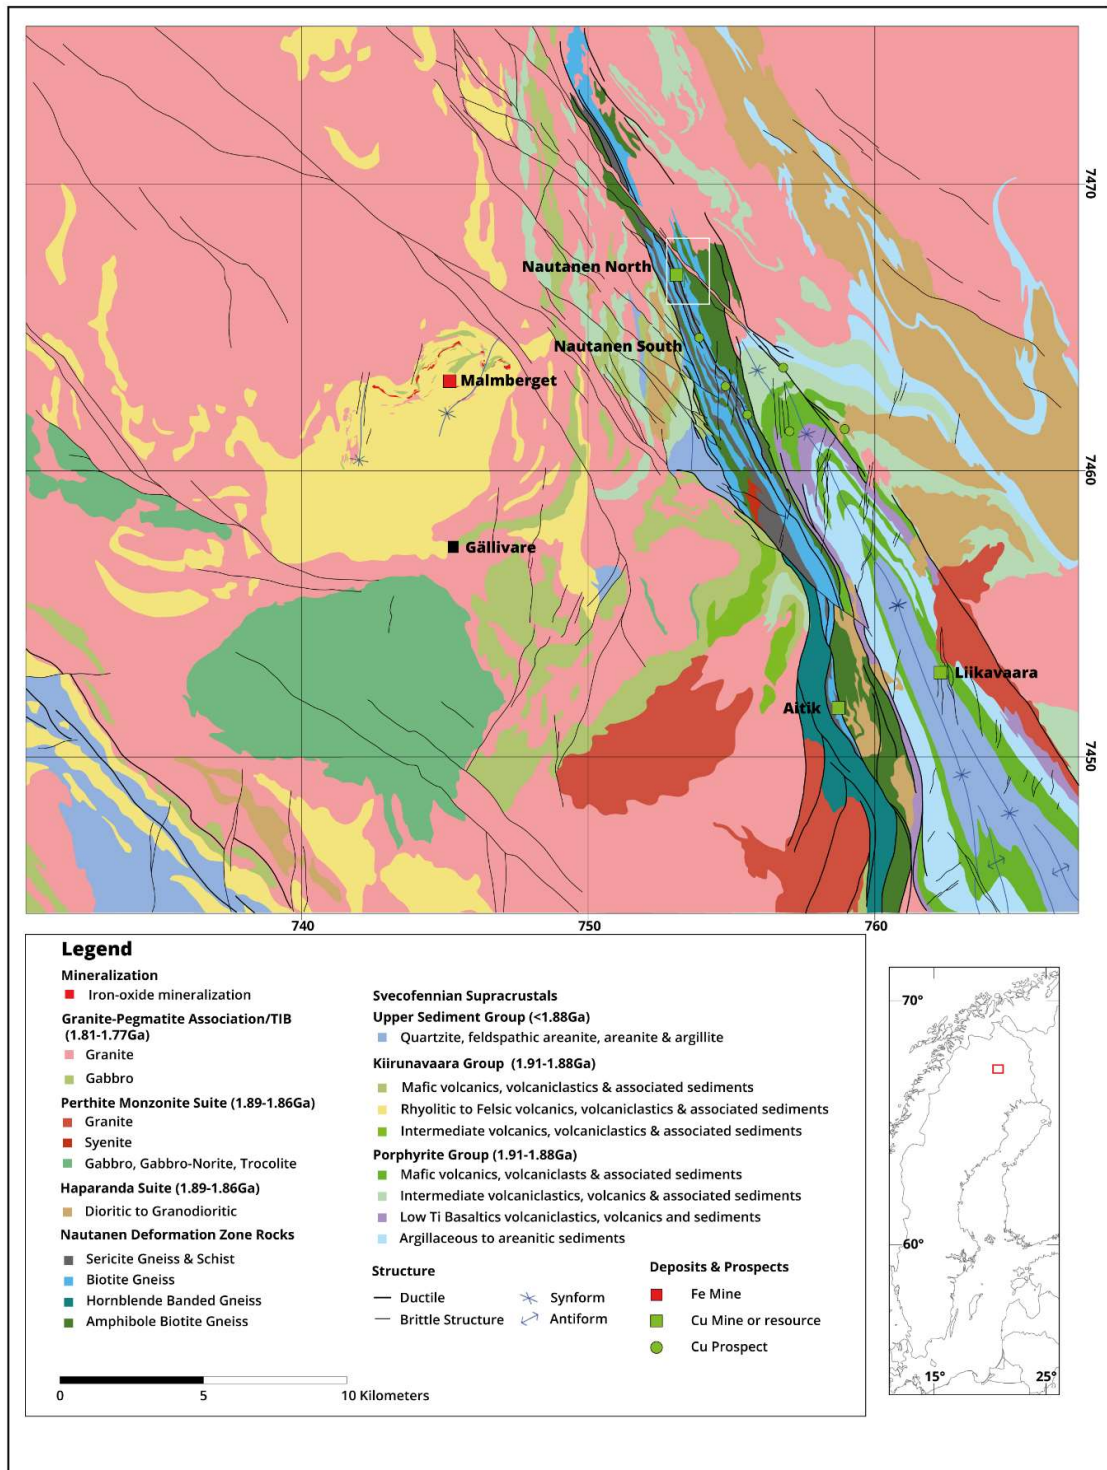 7470
Nautanen North
Nautanen South
Malmberget
7460
Gällivare
Liikavaara
Aitik
7450
740
750
760
Legend
Mineralization
Iron-oxide mineralization
Granite-Pegmatite Association/TIB
(1.81-1.77Ga)
Granite
Gabbro
Perthite Monzonite Suite (1.89-1.86Ga)
Granite
Syenite
Gabbro, Gabbro-Norite, Trocolite
Haparanda Suite (1.89-1.86Ga)
Dioritic to Granodioritic
Nautanen Deformation Zone Rocks
Sericite Gneiss & Schist
Biotite Gneiss
Hornblende Banded Gneiss
Amphibole Biotite Gneiss
0
5
10 Kilometers
Svecofennian Supracrustals
Upper Sediment Group (<1.88Ga)
Quartzite, feldspathic areanite, areanite & argillite
Kiirunavaara Group (1.91-1.88Ga)
Mafic volcanics, volcaniclastics & associated sediments
Rhyolitic to Felsic volcanics, volcaniclastics & associated sediments
Intermediate volcanics, volcaniclastics & associated sediments
Porphyrite Group (1.91-1.88Ga)
Mafic volcanics, volcaniclasts & associated sediments
Intermediate volcaniclastics, volcanics & associated sediments
Low Ti Basaltics volcaniclastics, volcanics and sediments
Argillaceous to areanitic sediments
Structure
Ductile
Brittle Structure
Synform
Antiform
Deposits & Prospects
Fe Mine
Cu Mine or resource
Cu Prospect
70°
60°
15°
25°